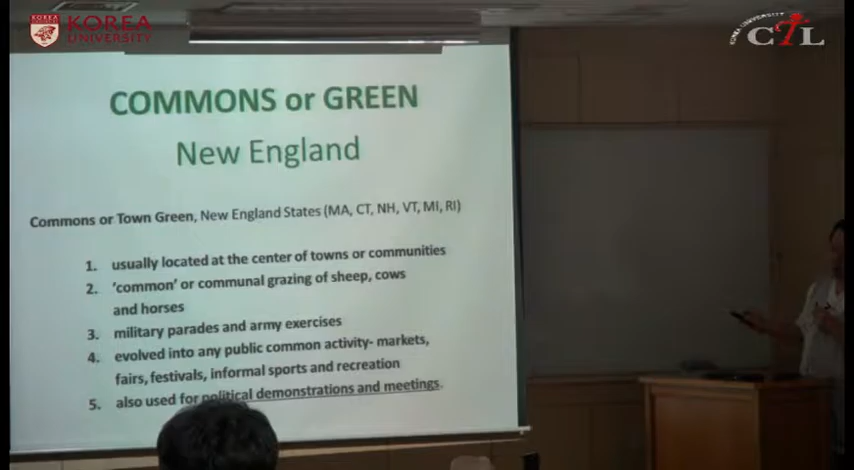 KOREA
UNIVERSITY
KOREA UNIVERSITY
CTL
COMMONS or GREEN
New England
Commons or Town Green, New England States (MA, CT, NH, VT, MI, RI)
1. usually located at the center of towns or communities
2. ‘common’ or communal grazing of sheep, cows
and horses
3. military parades and army exercises
4. evolved into any public common activity- markets,
fairs, festivals, informal sports and recreation
5. also used for political demonstrations and meetings.